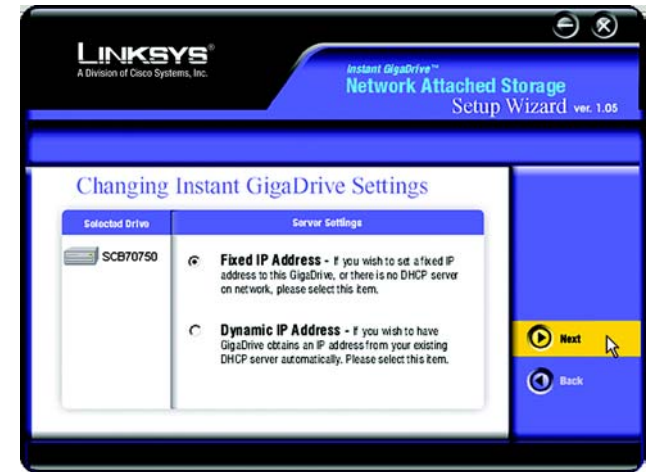 LINKSYS®
A Division of Cisco Systems, Inc.
Instant GigaDrive™
Network Attached Storage
Setup Wizard ver. 1.05
Changing Instant GigaDrive Settings
Selected Drive
Server Settings
SCB70750
Fixed IP Address - If you wish to set a fixed IP
address to this GigaDrive, or there is no DHCP server
on network, please select this item.
Dynamic IP Address - If you wish to have
GigaDrive obtains an IP address from your existing
DHCP server automatically. Please select this item.
Next
Back